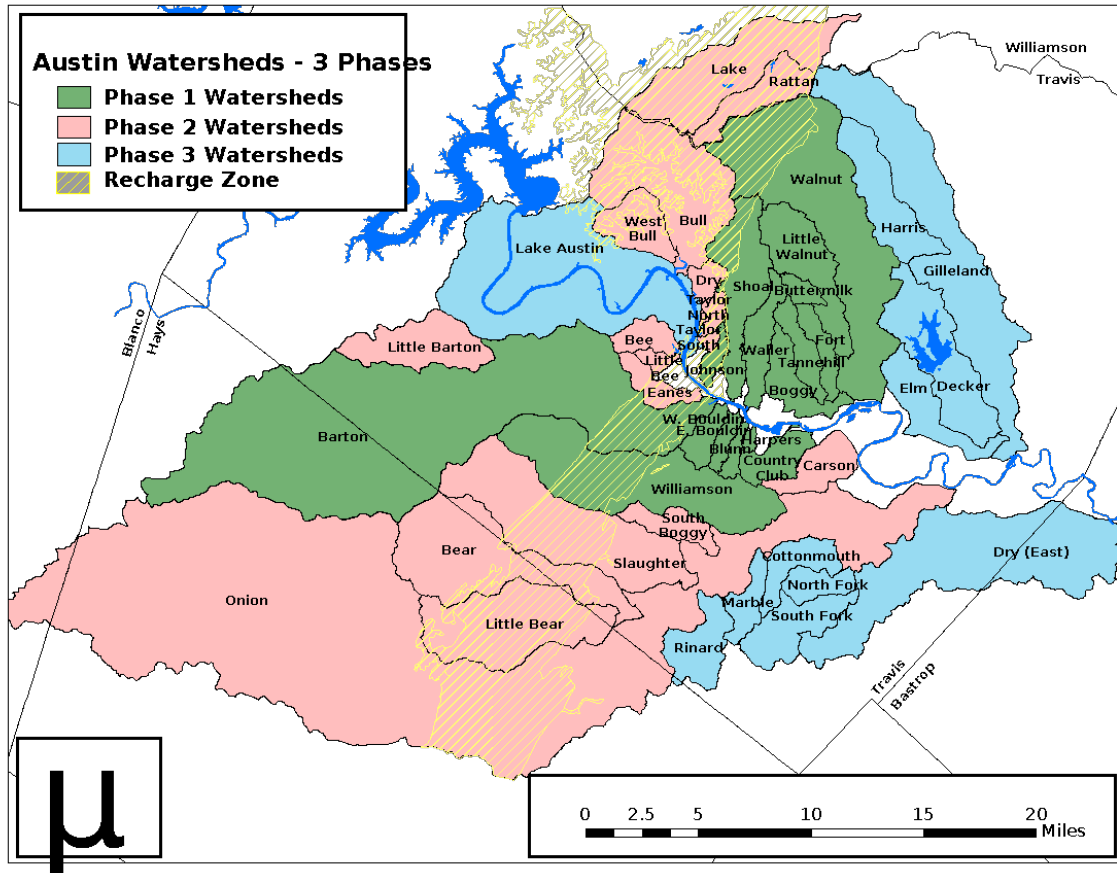 Austin Watersheds - 3 Phases
Phase 1 Watersheds
Phase 2 Watersheds
Phase 3 Watersheds
Recharge Zone
Williamson
Travis
Lake
Rattan
Walnut
West
Bull
Bull
Harris
Lake Austin
Little
Walnut
Gilleland
Dry
Shoal
Buttermilk
Taylor
North
Blanco
Hays
Taylor
South
Little Barton
Bee
Waller
Fort
Little
Bee
Johnson
Tannehill
Eanes
Boggy
Elm
Decker
Barton
W. Bouldin
E. Bouldin
Blunn
Harpers
Country
Club
Carson
Williamson
South
Boggy
Bear
Slaughter
Cottonmouth
Dry (East)
North Fork
Onion
Marble
South Fork
Little Bear
Rinard
Travis
Bastrop
μ
0 2.5 5 10 15 20
Miles